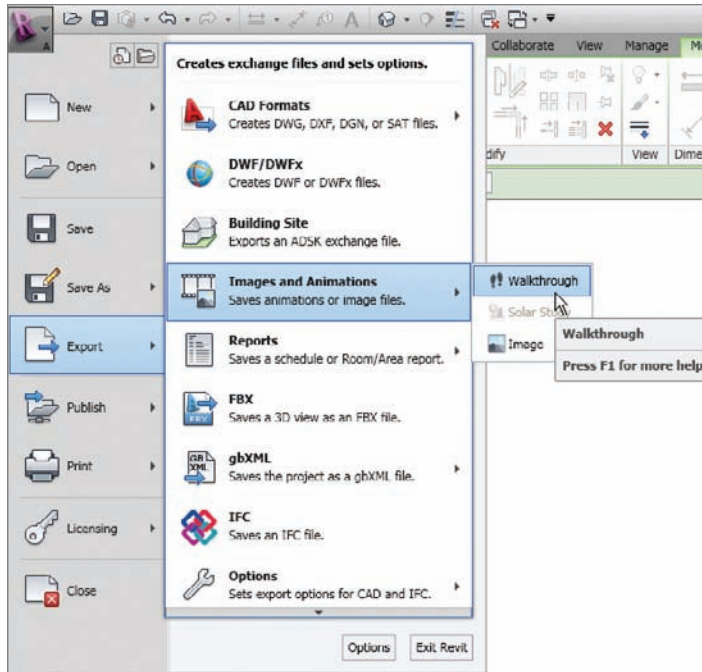 A
Collaborate View Manage M
Creates exchange files and sets options.
New
Open
Save
Save As
Export
Publish
Print
Licensing
Close
CAD Formats
Creates DWG, DXF, DGN, or SAT files.
DWF/DWFx
Creates DWF or DWFx files.
Building Site
Exports an ADSK exchange file.
Images and Animations
Saves animations or image files.
Reports
Saves a schedule or Room/Area report.
FBX
FBX
Saves a 3D view as an FBX file.
GB
XML
gbXML
Saves the project as a gbXML file.
IFC
Saves an IFC file.
Options
Sets export options for CAD and IFC.
Options Exit Revit
dify View Dime
Walkthrough
Solar Study
Image
Walkthrough
Press F1 for more help